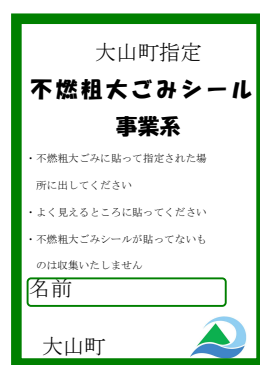 大山町指定
不燃粗大ごみシール
事業系
・不燃粗大ごみに貼って指定された場
所に出してください
・よく見えるところに貼ってください
・不燃粗大ごみシールが貼ってないも
のは収集いたしません
名前
大山町